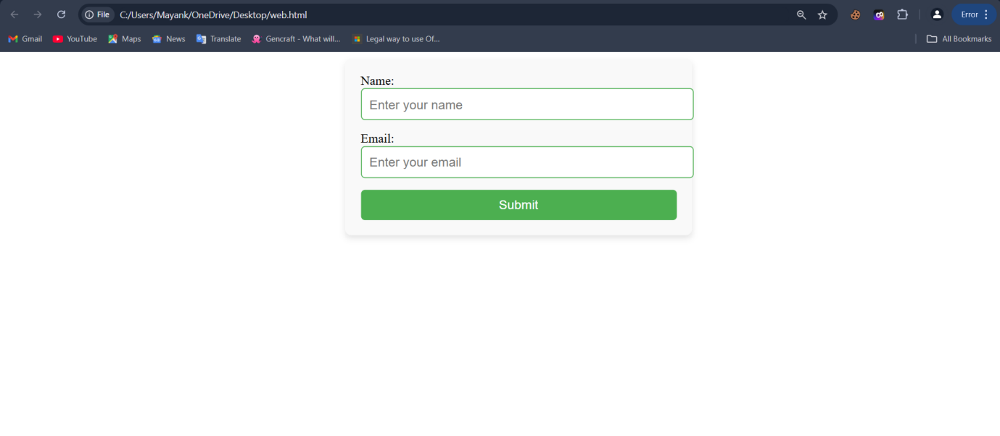 File C:/Users/Mayank/OneDrive/Desktop/web.html Error
Gmail YouTube Maps News Translate Gencraft - What will... Legal way to use Of... All Bookmarks
Name:
Enter your name
Email:
Enter your email
Submit